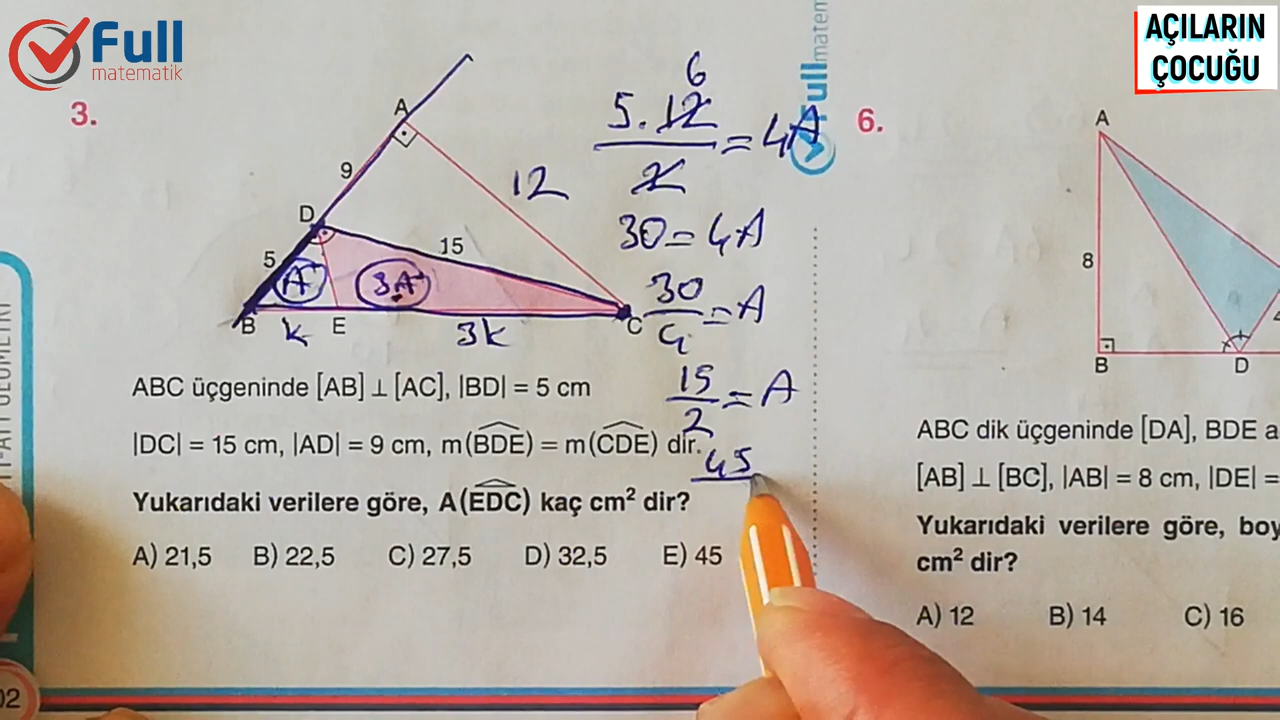 Full
matematik
AÇILARIN
ÇOCUĞU
3.
A
9
D
5
15
12
A
3A
B
E
C
k
3k
6
5 . 12
2
= 4A
30 = 4A
30
4
= A
15
2
= A
45
ABC üçgeninde [AB] ⊥ [AC], |BD| = 5 cm
|DC| = 15 cm, |AD| = 9 cm, m(BDE) = m(CDE) dir.
Yukarıdaki verilere göre, A(EDC) kaç cm² dir?
A) 21,5 B) 22,5 C) 27,5 D) 32,5 E) 45
Full matem
6.
A
8
B
D
4
ABC dik üçgeninde [DA], BDE a
[AB] ⊥ [BC], |AB| = 8 cm, |DE| =
Yukarıdaki verilere göre, boy
cm² dir?
A) 12 B) 14 C) 16
02